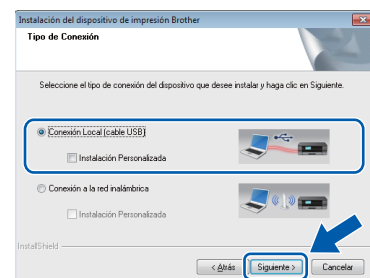 Instalación del dispositivo de impresión Brother
Tipo de Conexión
Seleccione el tipo de conexión del dispositivo que desee instalar y haga clic en Siguiente.
Conexión Local (cable USB)
Instalación Personalizada
Conexión a la red inalámbrica
Instalación Personalizada
InstallShield
< Atrás
Siguiente >
Cancelar